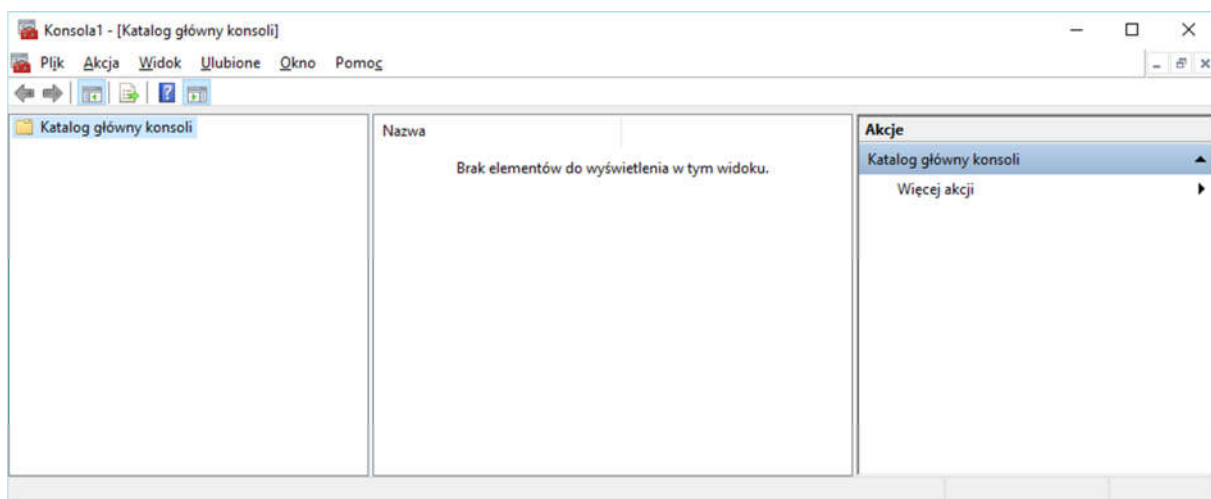 Konsola1 - [Katalog główny konsoli]
Plik Akcja Widok Ulubione Okno Pomoc
Katalog główny konsoli
Nazwa
Brak elementów do wyświetlenia w tym widoku.
Akcje
Katalog główny konsoli
Więcej akcji